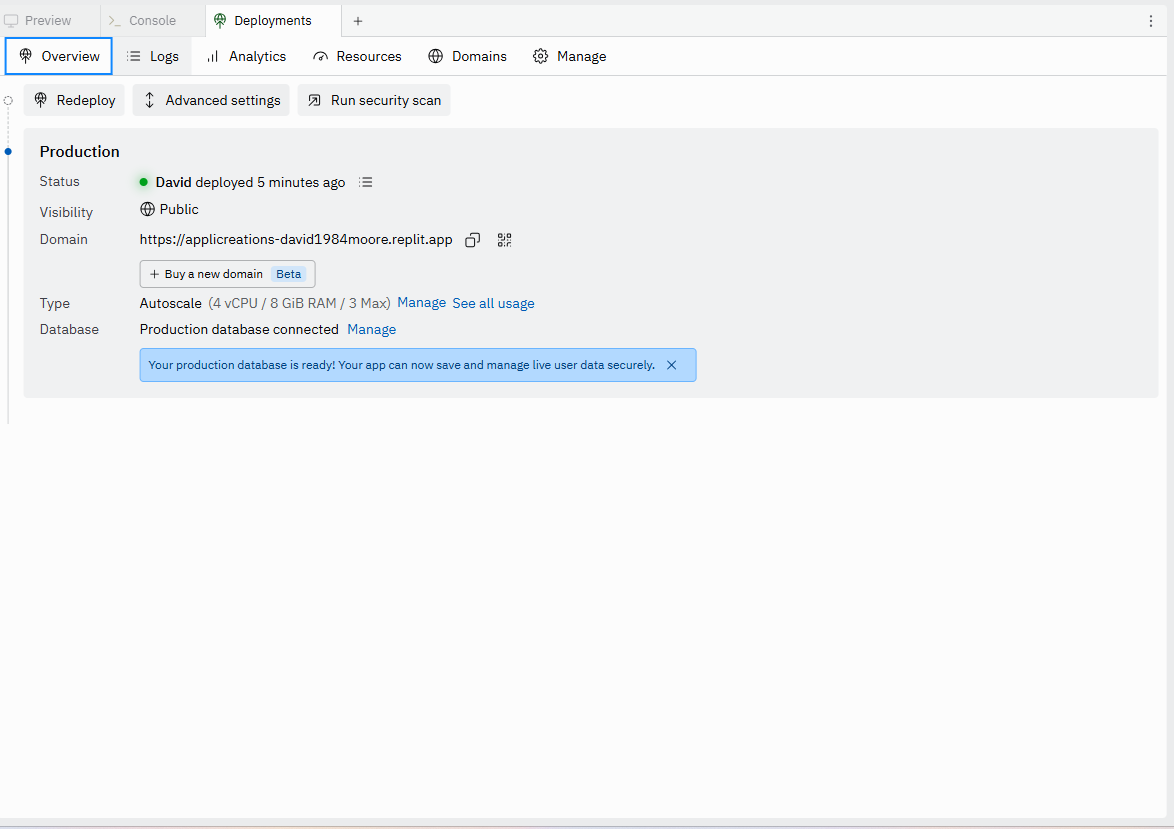 Preview Console Deployments
Overview Logs Analytics Resources Domains Manage
Redeploy Advanced settings Run security scan
Production
Status David deployed 5 minutes ago
Visibility Public
Domain https://applicreations-david1984moore.replit.app
+ Buy a new domain Beta
Type Autoscale (4 vCPU / 8 GiB RAM / 3 Max) Manage See all usage
Database Production database connected Manage
Your production database is ready! Your app can now save and manage live user data securely.